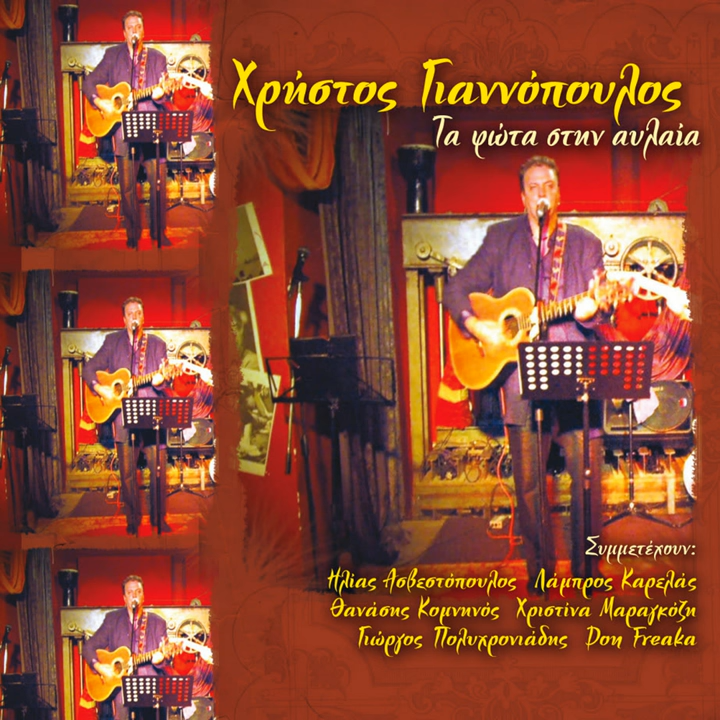 Χρήστος Γιαννόπουλος
Τα φώτα στην αυλαία
Συμμετέχουν:
Ηλίας Ασβεστόπουλος Λάμπρος Καρελάς
Θανάσης Κομνηνός Χριστίνα Μαραγκόζη
Γιώργος Πολυχρονιάδης Don Freaka